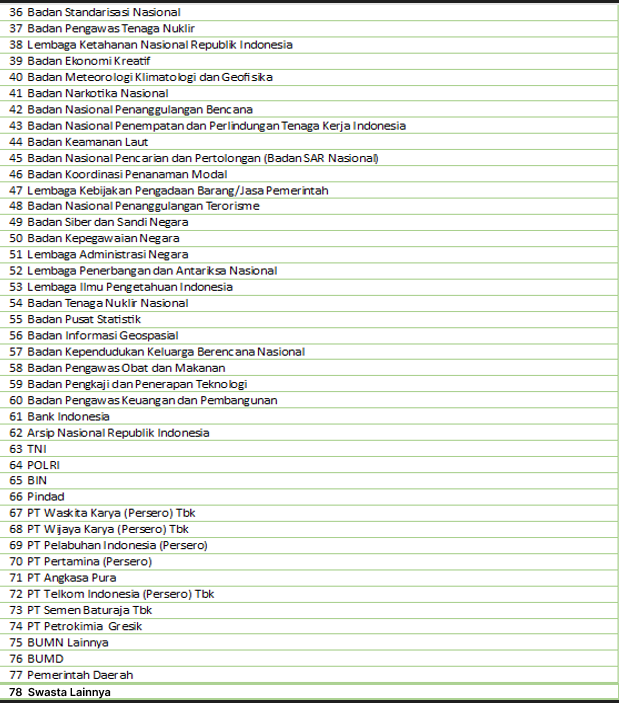 36 Badan Standarisasi Nasional
37 Badan Pengawas Tenaga Nuklir
38 Lembaga Ketahanan Nasional Republik Indonesia
39 Badan Ekonomi Kreatif
40 Badan Meteorologi Klimatologi dan Geofisika
41 Badan Narkotika Nasional
42 Badan Nasional Penanggulangan Bencana
43 Badan Nasional Penempatan dan Perlindungan Tenaga Kerja Indonesia
44 Badan Keamanan Laut
45 Badan Nasional Pencarian dan Pertolongan (Badan SAR Nasional)
46 Badan Koordinasi Penanaman Modal
47 Lembaga Kebijakan Pengadaan Barang/Jasa Pemerintah
48 Badan Nasional Penanggulangan Terorisme
49 Badan Siber dan Sandi Negara
50 Badan Kepegawaian Negara
51 Lembaga Administrasi Negara
52 Lembaga Penerbangan dan Antariksa Nasional
53 Lembaga Ilmu Pengetahuan Indonesia
54 Badan Tenaga Nuklir Nasional
55 Badan Pusat Statistik
56 Badan Informasi Geospasial
57 Badan Kependudukan Keluarga Berencana Nasional
58 Badan Pengawas Obat dan Makanan
59 Badan Pengkaji dan Penerapan Teknologi
60 Badan Pengawas Keuangan dan Pembangunan
61 Bank Indonesia
62 Arsip Nasional Republik Indonesia
63 TNI
64 POLRI
65 BIN
66 Pindad
67 PT Waskita Karya (Persero) Tbk
68 PT Wijaya Karya (Persero) Tbk
69 PT Pelabuhan Indonesia (Persero)
70 PT Pertamina (Persero)
71 PT Angkasa Pura
72 PT Telkom Indonesia (Persero) Tbk
73 PT Semen Baturaja Tbk
74 PT Petrokimia Gresik
75 BUMN Lainnya
76 BUMD
77 Pemerintah Daerah
78 Swasta Lainnya